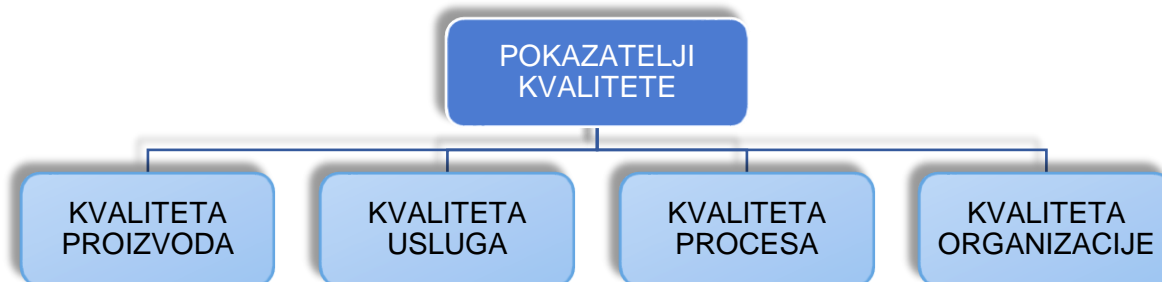 POKAZATELJI
KVALITETE
KVALITETA
PROIZVODA
KVALITETA
USLUGA
KVALITETA
PROCESA
KVALITETA
ORGANIZACIJE